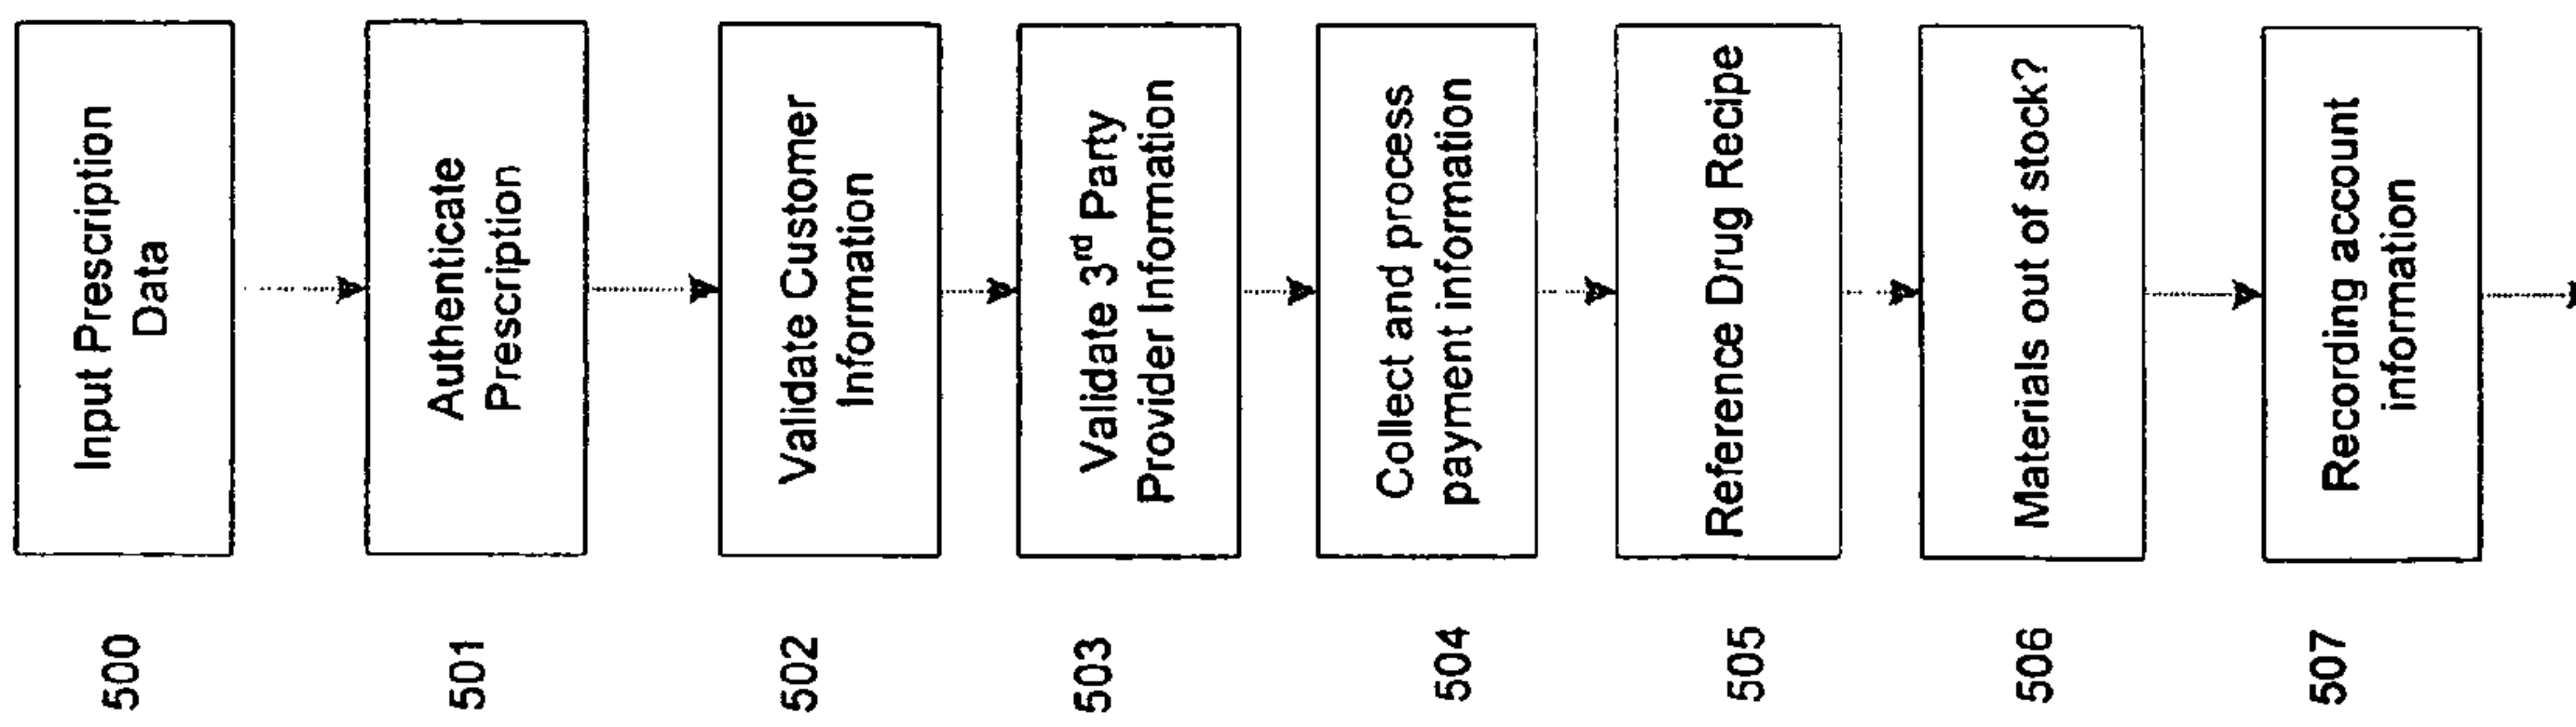 500
Input Prescription
Data
501
Authenticate
Prescription
502
Validate Customer
Information
503
Validate 3rd Party
Provider Information
504
Collect and process
payment information
505
Reference Drug Recipe
506
Materials out of stock?
507
Recording account
information